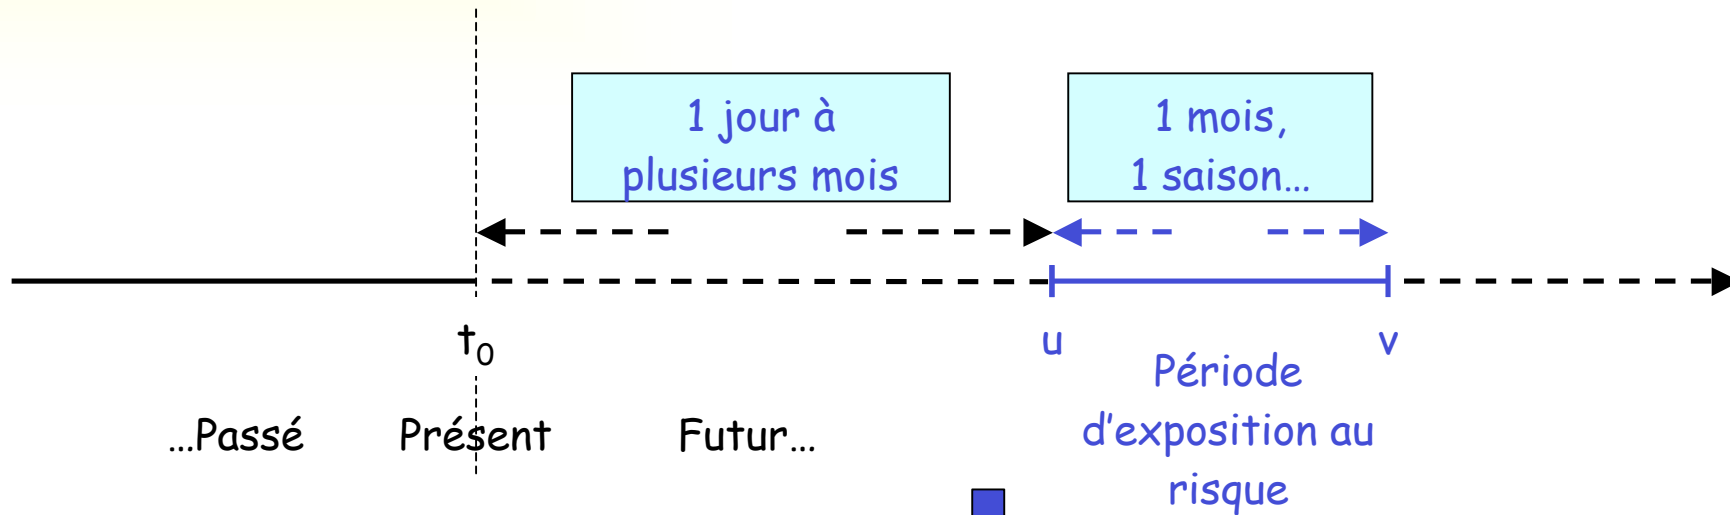 1 jour à
plusieurs mois
1 mois,
1 saison…
t₀
u
v
Période
d'exposition au
risque
…Passé
Présent
Futur…